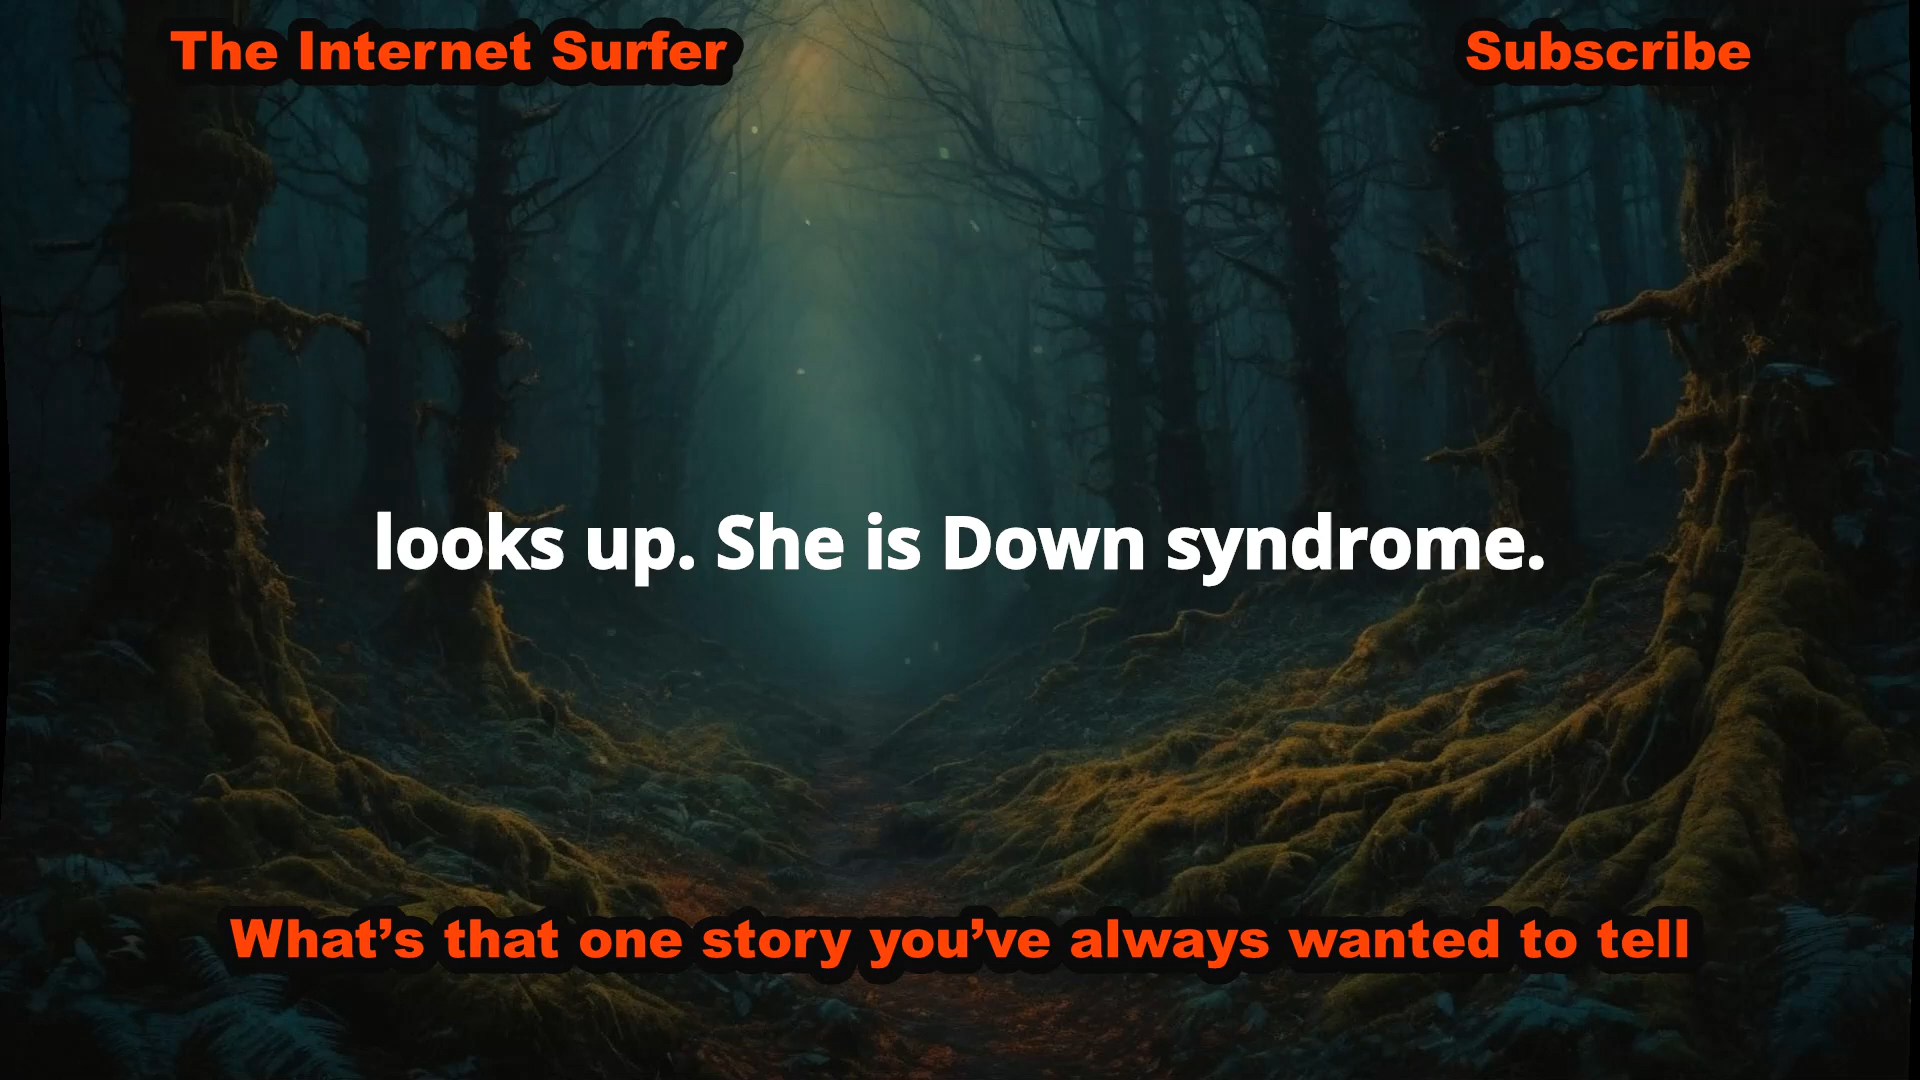 The Internet Surfer
Subscribe
looks up. She is Down syndrome.
What’s that one story you’ve always wanted to tell